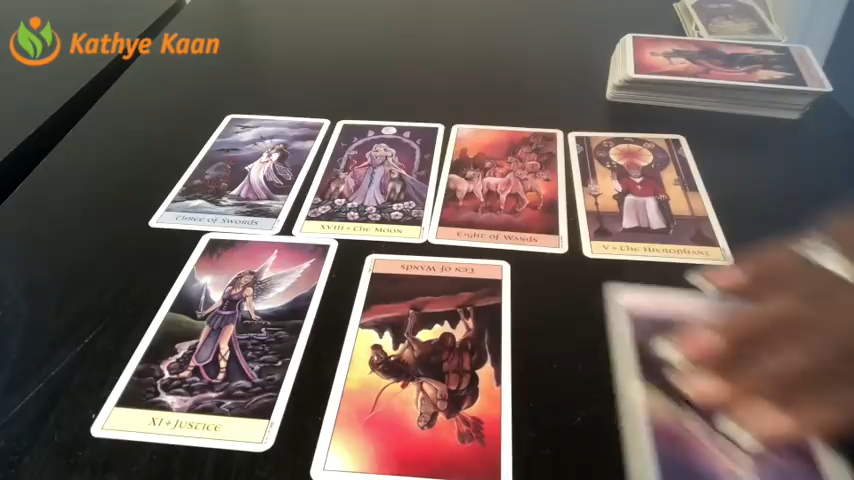 Kathye Kaan
THREE OF SWORDS
XVIII ✦ THE MOON
EIGHT OF WANDS
V ✦ THE HIEROPHANT
XI ✦ JUSTICE
TEN OF WANDS